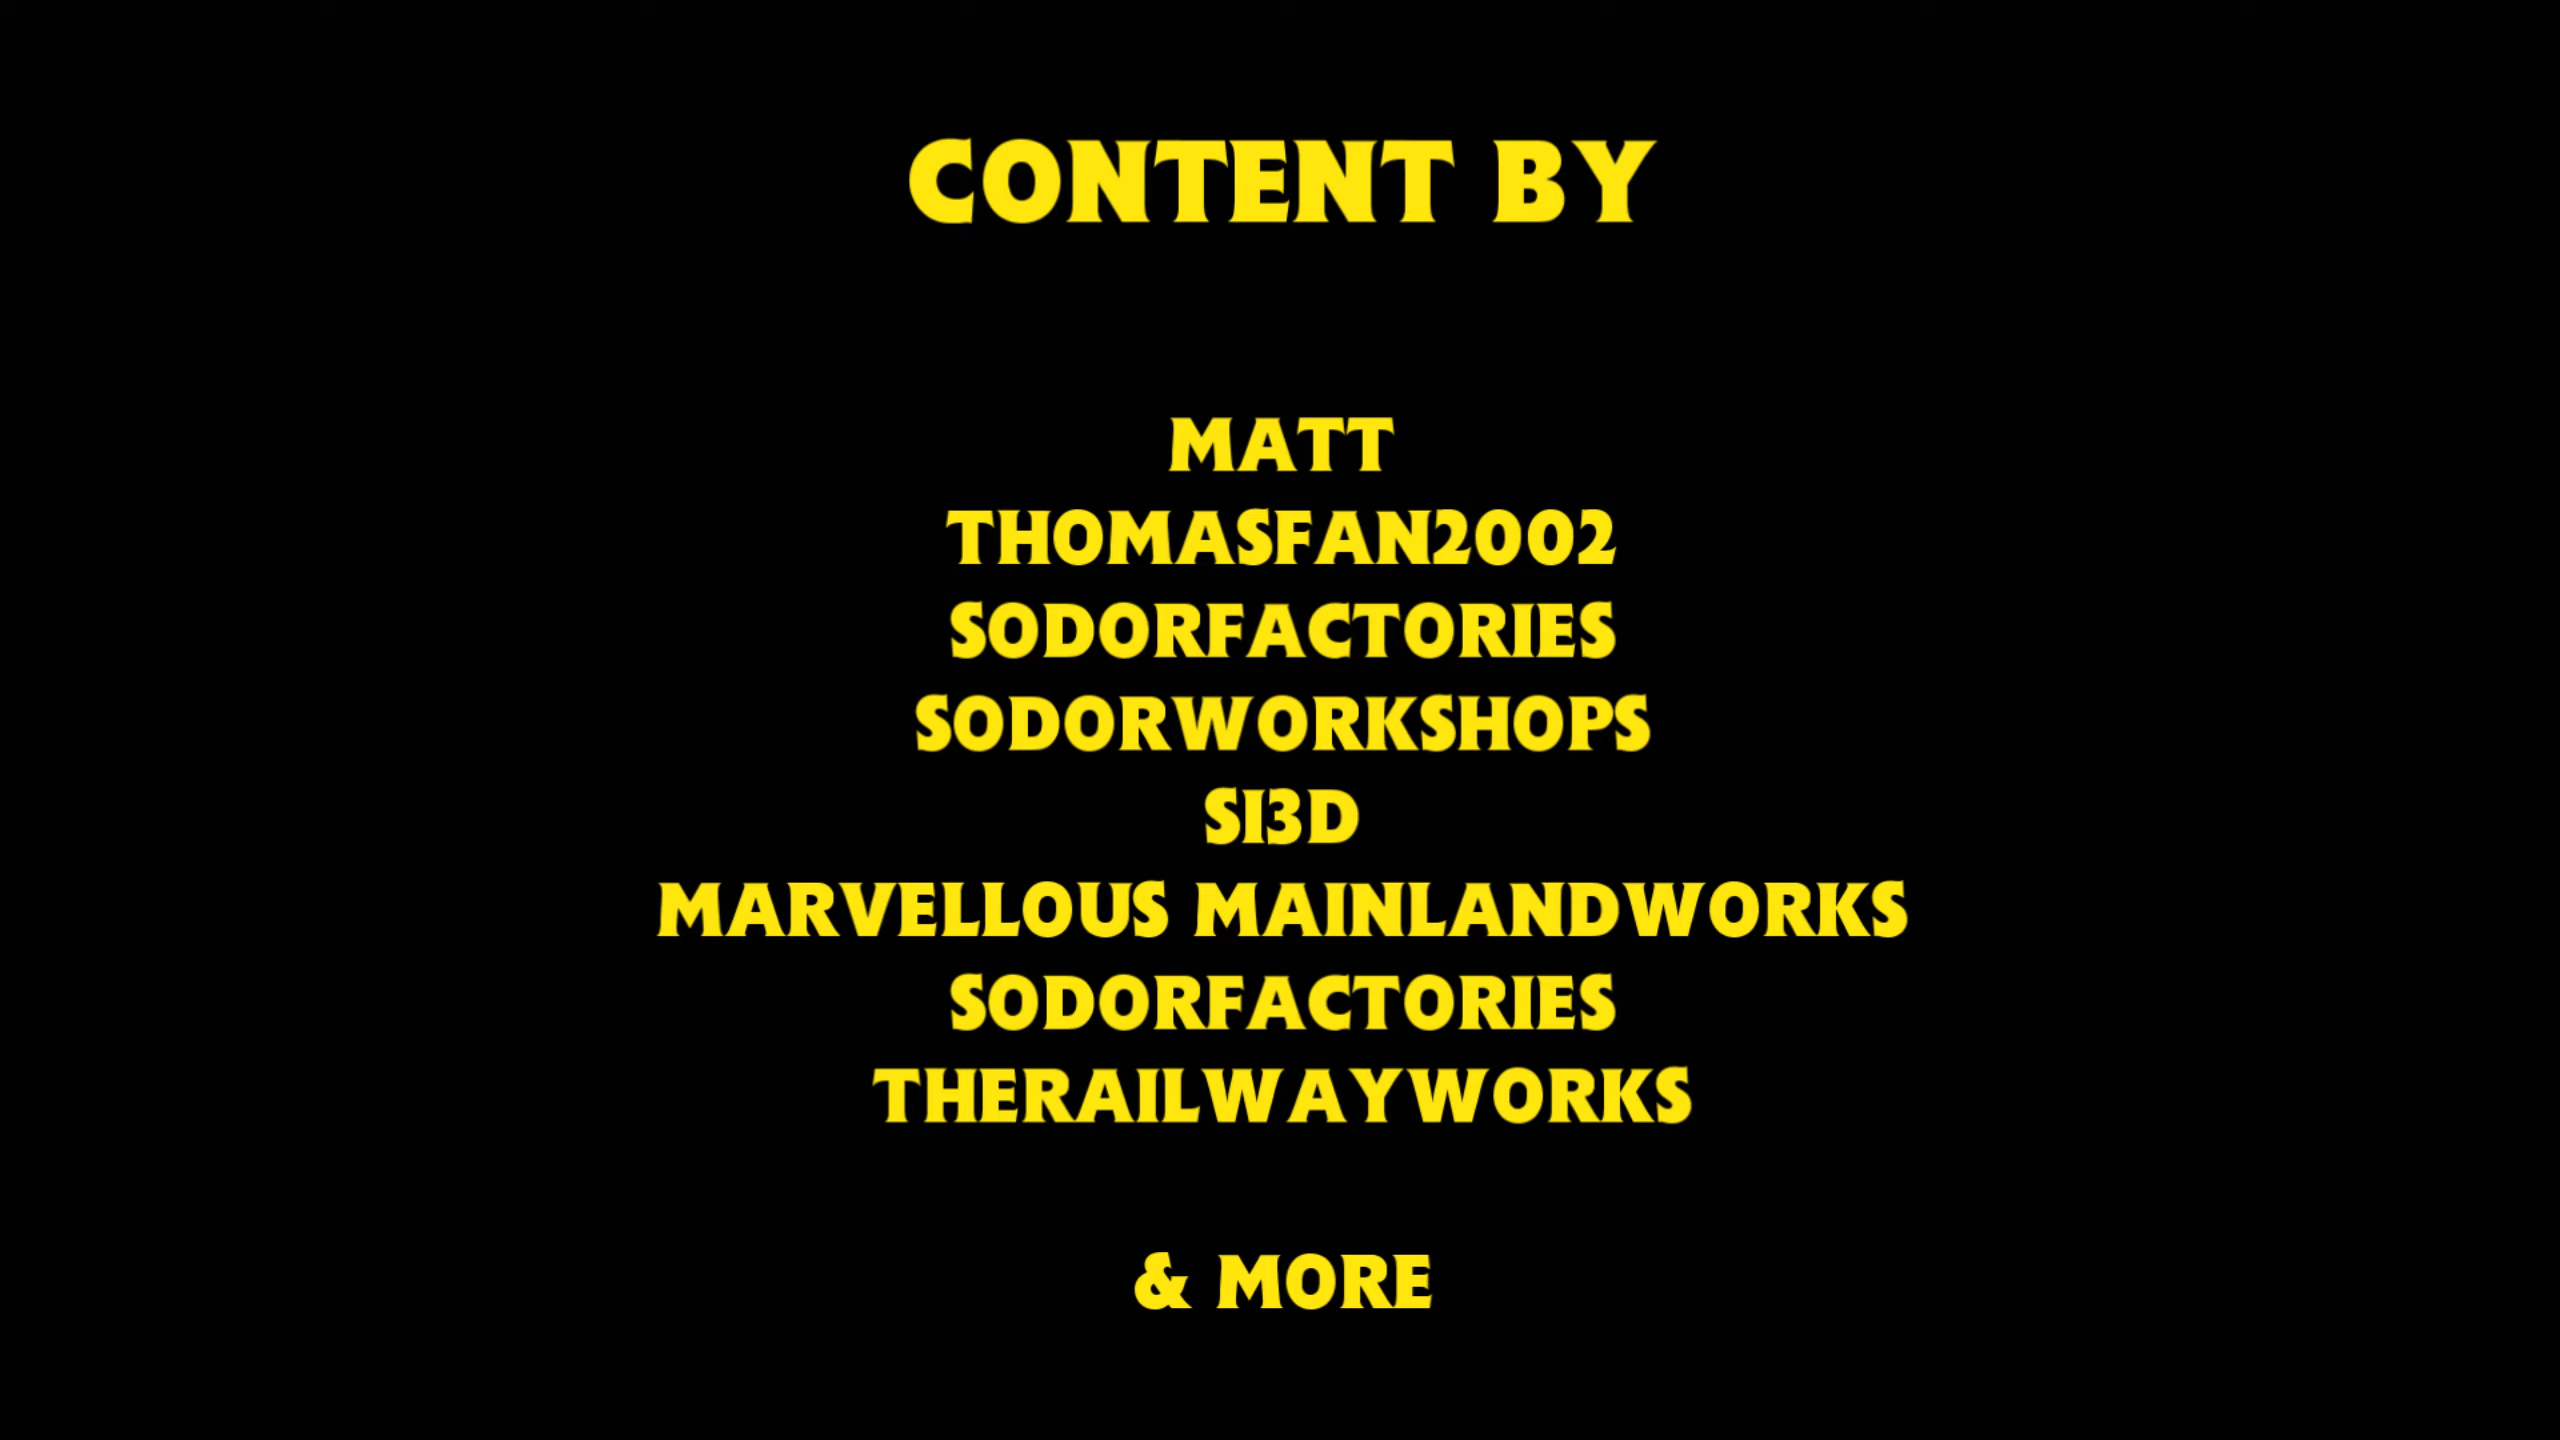 CONTENT BY
MATT
THOMASFAN2002
SODORFACTORIES
SODORWORKSHOPS
SI3D
MARVELLOUS MAINLANDWORKS
SODORFACTORIES
THERAILWAYWORKS
& MORE